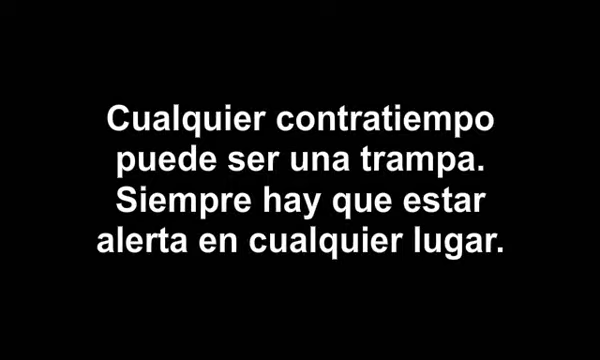 Cualquier contratiempo
puede ser una trampa.
Siempre hay que estar
alerta en cualquier lugar.